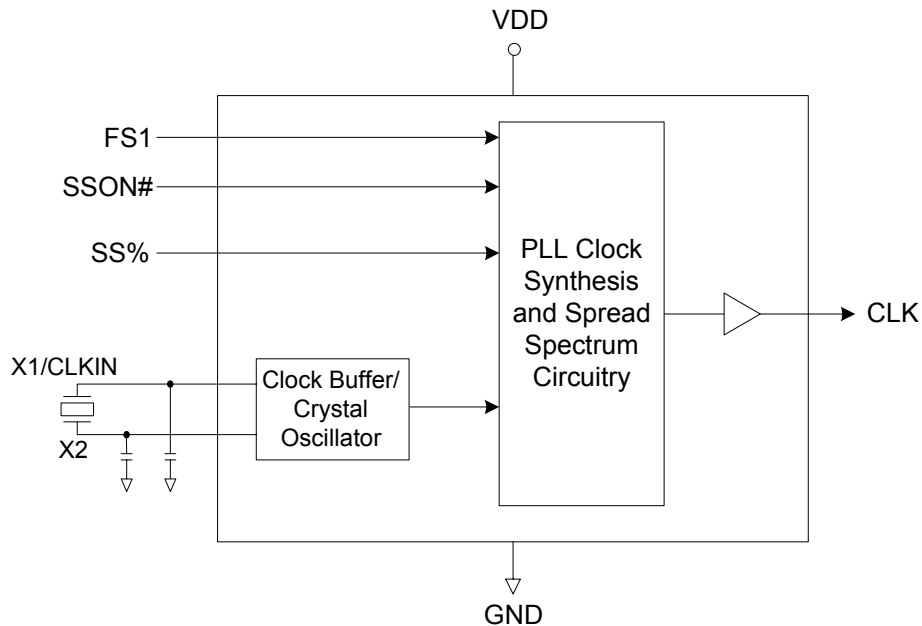 VDD
FS1
SSON#
SS%
PLL Clock
Synthesis
and Spread
Spectrum
Circuitry
CLK
X1/CLKIN
X2
Clock Buffer/
Crystal
Oscillator
GND